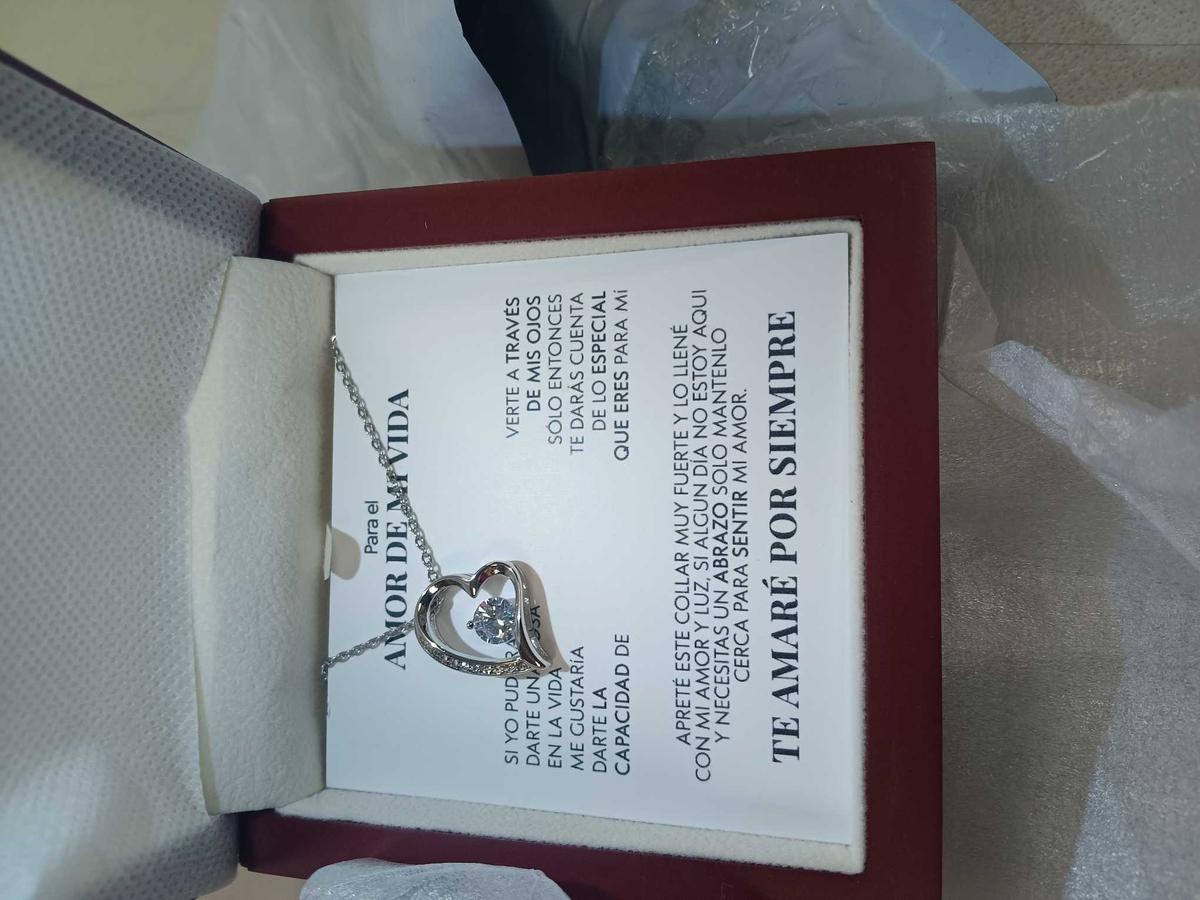 Para el
AMOR DE MI VIDA
SI YO PUD
DARTE UN
EN LA VIDA
ME GUSTARíA
DARTE LA
CAPACIDAD DE
VERTE A TRAVÉS
DE MIS OJOS
SÓLO ENTONCES
TE DARÁS CUENTA
DE LO ESPECIAL
QUE ERES PARA Mí
APRETÉ ESTE COLLAR MUY FUERTE Y LO LLENÉ
CON MI AMOR Y LUZ, SI ALGUN DÍA NO ESTOY AQUI
Y NECESITAS UN ABRAZO SOLO MANTENLO
CERCA PARA SENTIR MI AMOR.
TE AMARÉ POR SIEMPRE